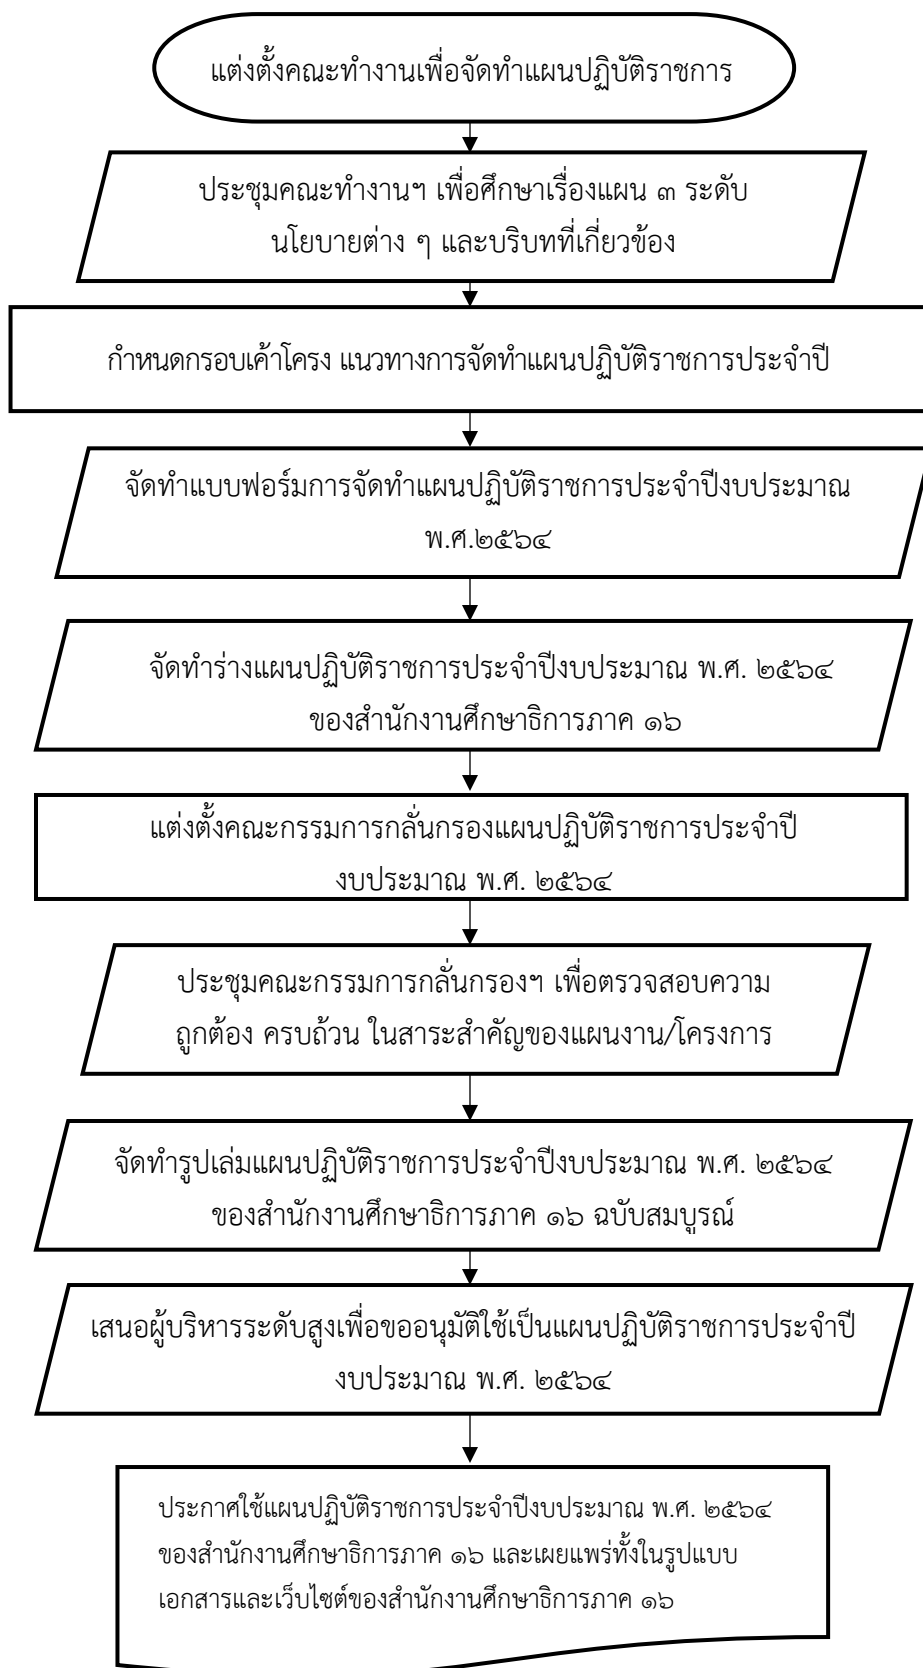 แต่งตั้งคณะทำงานเพื่อจัดทำแผนปฏิบัติราชการ
ประชุมคณะทำงานฯ เพื่อศึกษาเรื่องแผน ๓ ระดับ
นโยบายต่าง ๆ และบริบทที่เกี่ยวข้อง
กำหนดกรอบเค้าโครง แนวทางการจัดทำแผนปฏิบัติราชการประจำปี
จัดทำแบบฟอร์มการจัดทำแผนปฏิบัติราชการประจำปีงบประมาณ
พ.ศ.๒๕๖๔
จัดทำร่างแผนปฏิบัติราชการประจำปีงบประมาณ พ.ศ. ๒๕๖๔
ของสำนักงานศึกษาธิการภาค ๑๖
แต่งตั้งคณะกรรมการกลั่นกรองแผนปฏิบัติราชการประจำปี
งบประมาณ พ.ศ. ๒๕๖๔
ประชุมคณะกรรมการกลั่นกรองฯ เพื่อตรวจสอบความ
ถูกต้อง ครบถ้วน ในสาระสำคัญของแผนงาน/โครงการ
จัดทำรูปเล่มแผนปฏิบัติราชการประจำปีงบประมาณ พ.ศ. ๒๕๖๔
ของสำนักงานศึกษาธิการภาค ๑๖ ฉบับสมบูรณ์
เสนอผู้บริหารระดับสูงเพื่อขออนุมัติใช้เป็นแผนปฏิบัติราชการประจำปี
งบประมาณ พ.ศ. ๒๕๖๔
ประกาศใช้แผนปฏิบัติราชการประจำปีงบประมาณ พ.ศ. ๒๕๖๔
ของสำนักงานศึกษาธิการภาค ๑๖ และเผยแพร่ทั้งในรูปแบบ
เอกสารและเว็บไซต์ของสำนักงานศึกษาธิการภาค ๑๖